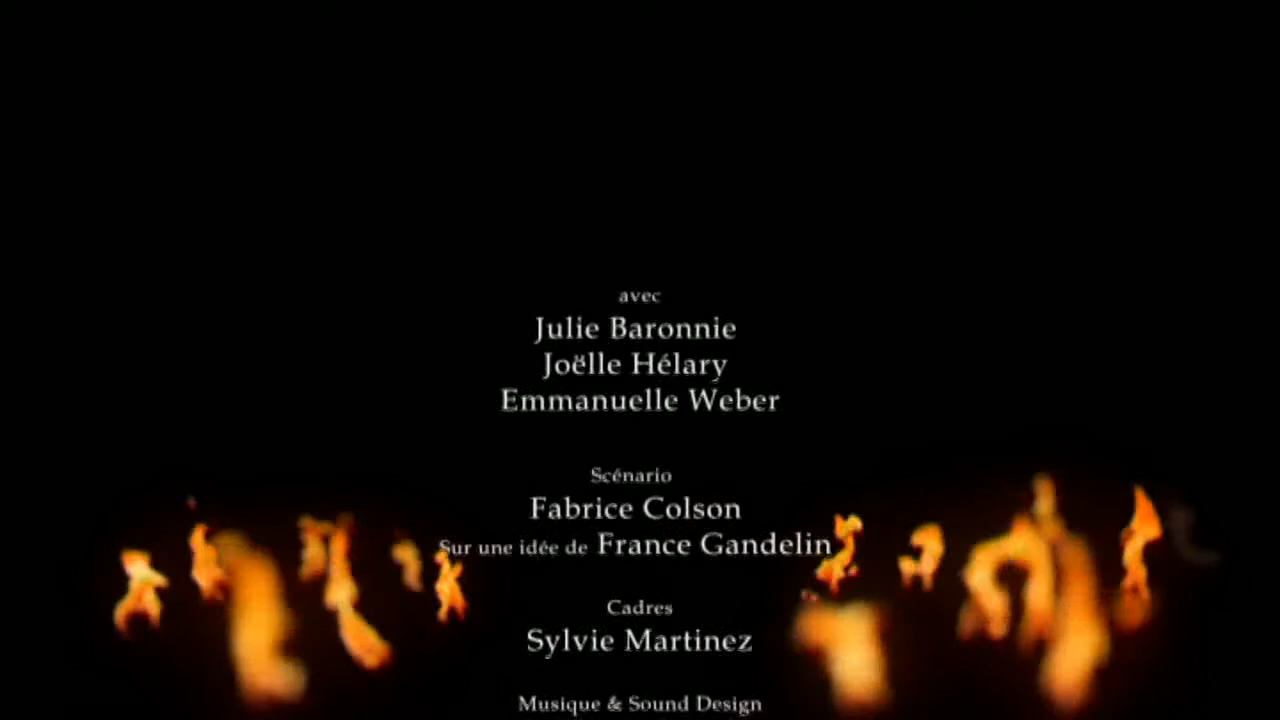 avec
Julie Baronnie
Joëlle Hélary
Emmanuelle Weber
Scénario
Fabrice Colson
Sur une idée de France Gandelin
Cadres
Sylvie Martinez
Musique & Sound Design